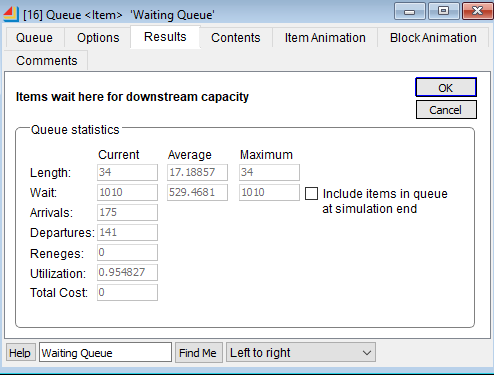 [16] Queue <Item> 'Waiting Queue'
Queue Options Results Contents Item Animation Block Animation
Comments
Items wait here for downstream capacity
OK
Cancel
Queue statistics
Current Average Maximum
Length: 34 17.18857 34
Wait: 1010 529.4681 1010 Include items in queue
at simulation end
Arrivals: 175
Departures: 141
Reneges: 0
Utilization: 0.954827
Total Cost: 0
Help Waiting Queue Find Me Left to right